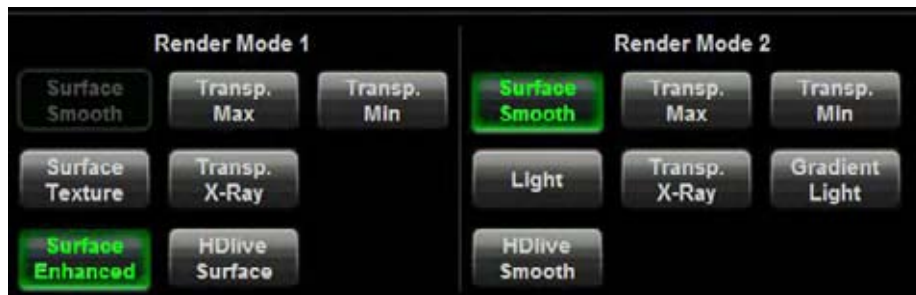 Render Mode 1
Surface Smooth
Transp. Max
Transp. Min
Surface Texture
Transp. X-Ray
Surface Enhanced
HDlive Surface
Render Mode 2
Surface Smooth
Transp. Max
Transp. Min
Light
Transp. X-Ray
Gradient Light
HDlive Smooth